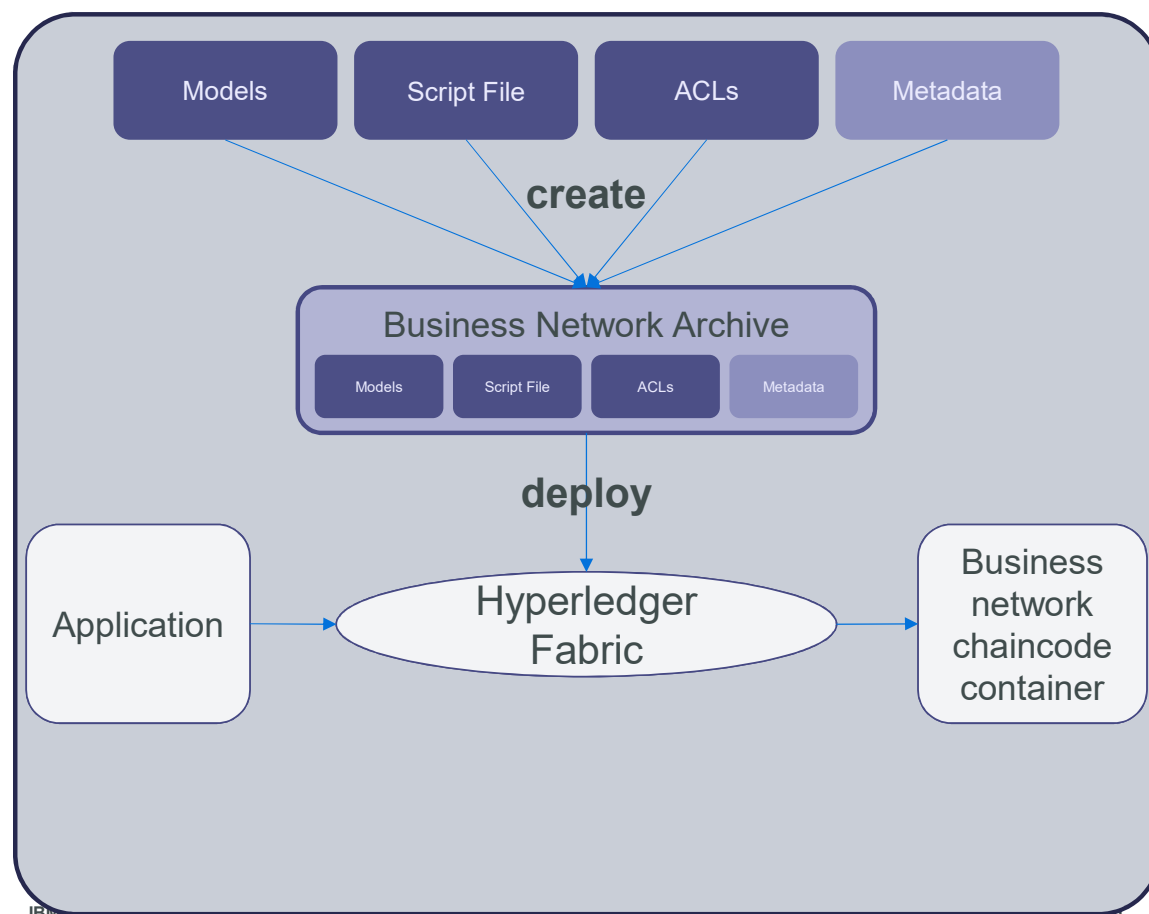 Models
Script File
ACLs
Metadata
create
Business Network Archive
Models
Script File
ACLs
Metadata
deploy
Application
Hyperledger
Fabric
Business
network
chaincode
container